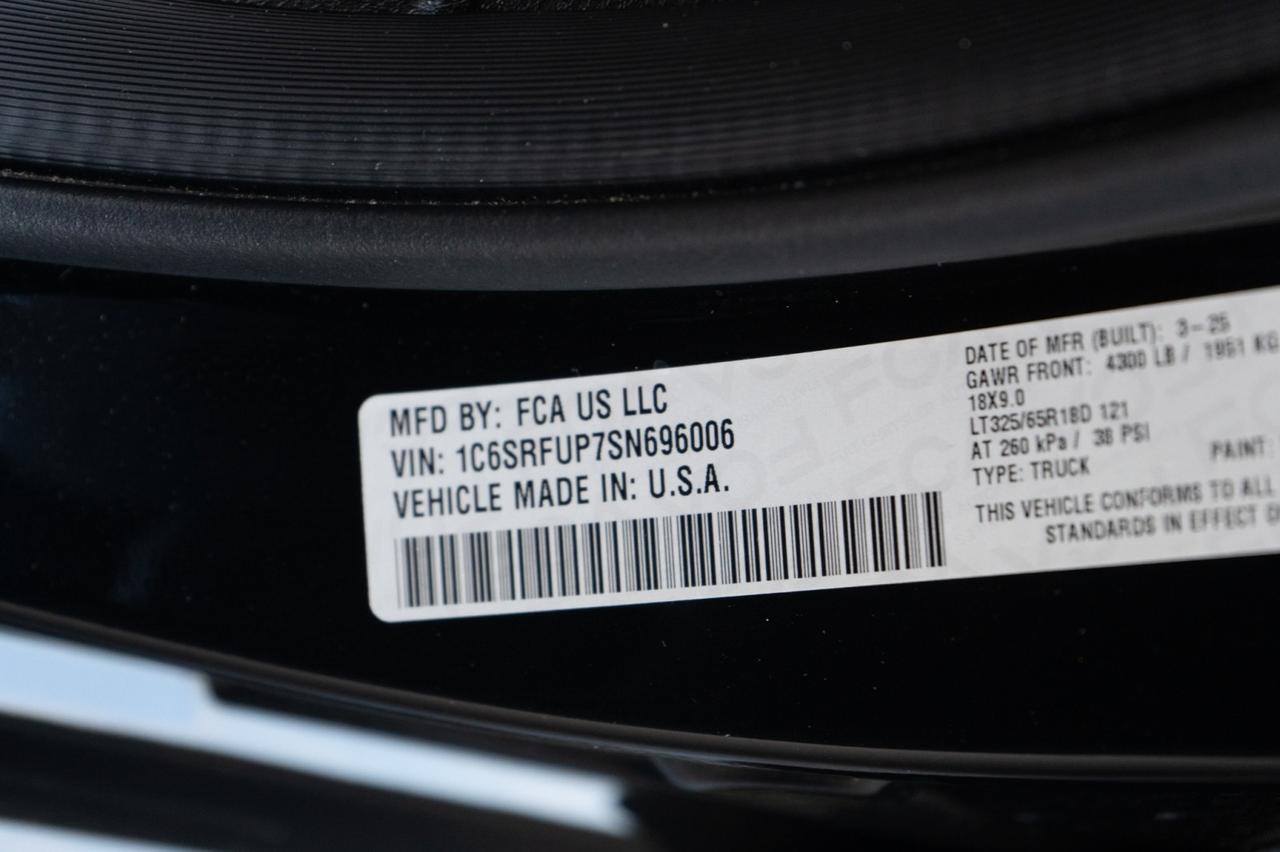 MFD BY: FCA US LLC
VIN: 1C6SRFUP7SN696006
VEHICLE MADE IN: U.S.A.
DATE OF MFR (BUILT): 3-25
GAWR FRONT: 4300 LB / 1951 KG
18X9.0
LT325/65R18D 121
AT 260 kPa / 38 PSI
TYPE: TRUCK
PAINT:
THIS VEHICLE CONFORMS TO ALL
STANDARDS IN EFFECT